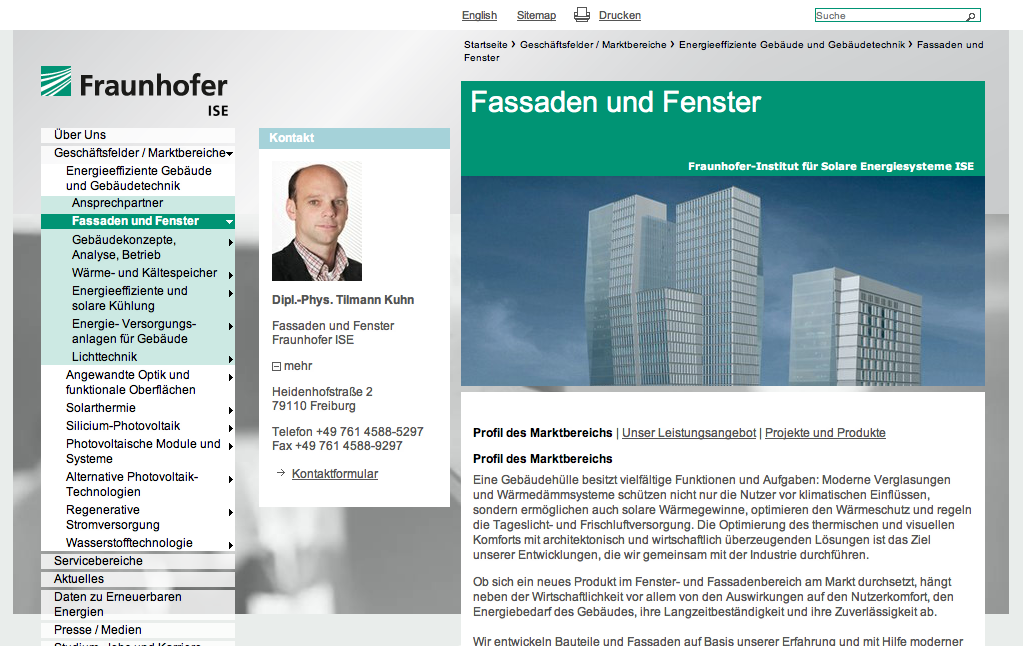 English Sitemap Drucken Suche
Startseite › Geschäftsfelder / Marktbereiche › Energieeffiziente Gebäude und Gebäudetechnik › Fassaden und
Fenster
Fraunhofer
ISE
Über Uns
Geschäftsfelder / Marktbereiche
Energieeffiziente Gebäude
und Gebäudetechnik
Ansprechpartner
Fassaden und Fenster
Gebäudekonzepte,
Analyse, Betrieb
Wärme- und Kältespeicher
Energieeffiziente und
solare Kühlung
Energie- Versorgungs-
anlagen für Gebäude
Lichttechnik
Angewandte Optik und
funktionale Oberflächen
Solarthermie
Silicium-Photovoltaik
Photovoltaische Module und
Systeme
Alternative Photovoltaik-
Technologien
Regenerative
Stromversorgung
Wasserstofftechnologie
Servicebereiche
Aktuelles
Daten zu Erneuerbaren
Energien
Presse / Medien
Studium, Jobs und Karriere
Kontakt
Dipl.-Phys. Tilmann Kuhn
Fassaden und Fenster
Fraunhofer ISE
mehr
Heidenhofstraße 2
79110 Freiburg
Telefon +49 761 4588-5297
Fax +49 761 4588-9297
Kontaktformular
Fassaden und Fenster
Fraunhofer-Institut für Solare Energiesysteme ISE
Profil des Marktbereichs | Unser Leistungsangebot | Projekte und Produkte
Profil des Marktbereichs
Eine Gebäudehülle besitzt vielfältige Funktionen und Aufgaben: Moderne Verglasungen
und Wärmedämmsysteme schützen nicht nur die Nutzer vor klimatischen Einflüssen,
sondern ermöglichen auch solare Wärmegewinne, optimieren den Wärmeschutz und regeln
die Tageslicht- und Frischluftversorgung. Die Optimierung des thermischen und visuellen
Komforts mit architektonisch und wirtschaftlich überzeugenden Lösungen ist das Ziel
unserer Entwicklungen, die wir gemeinsam mit der Industrie durchführen.
Ob sich ein neues Produkt im Fenster- und Fassadenbereich am Markt durchsetzt, hängt
neben der Wirtschaftlichkeit vor allem von den Auswirkungen auf den Nutzerkomfort, den
Energiebedarf des Gebäudes, ihre Langzeitbeständigkeit und ihre Zuverlässigkeit ab.
Wir entwickeln Bauteile und Fassaden auf Basis unserer Erfahrung und mit Hilfe moderner